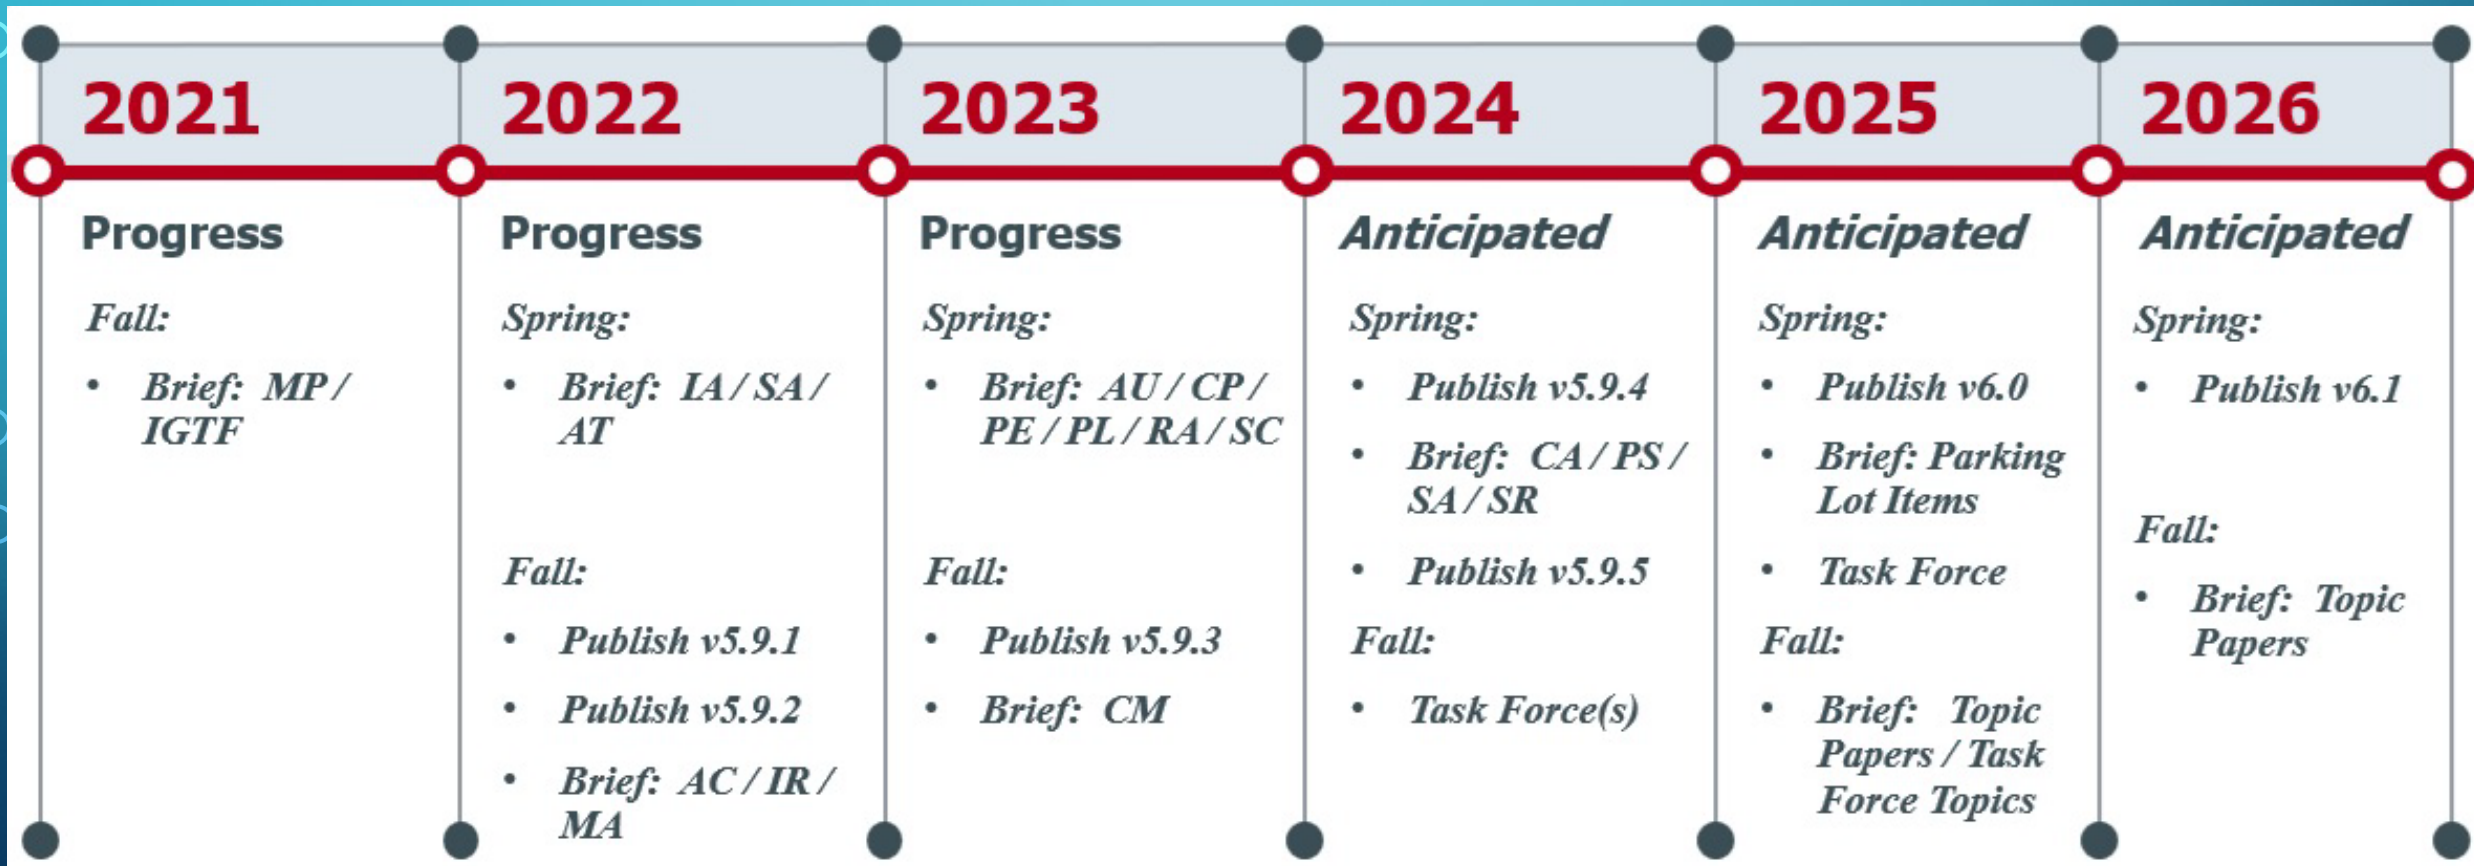 2021
Progress
Fall:
• Brief: MP /
IGTF
2022
Progress
Spring:
• Brief: IA / SA /
AT
Fall:
• Publish v5.9.1
• Publish v5.9.2
• Brief: AC / IR /
MA
2023
Progress
Spring:
• Brief: AU / CP /
PE / PL / RA / SC
Fall:
• Publish v5.9.3
• Brief: CM
2024
Anticipated
Spring:
• Publish v5.9.4
• Brief: CA / PS /
SA / SR
• Publish v5.9.5
Fall:
• Task Force(s)
2025
Anticipated
Spring:
• Publish v6.0
• Brief: Parking
Lot Items
• Task Force
Fall:
• Brief: Topic
Papers / Task
Force Topics
2026
Anticipated
Spring:
• Publish v6.1
Fall:
• Brief: Topic
Papers